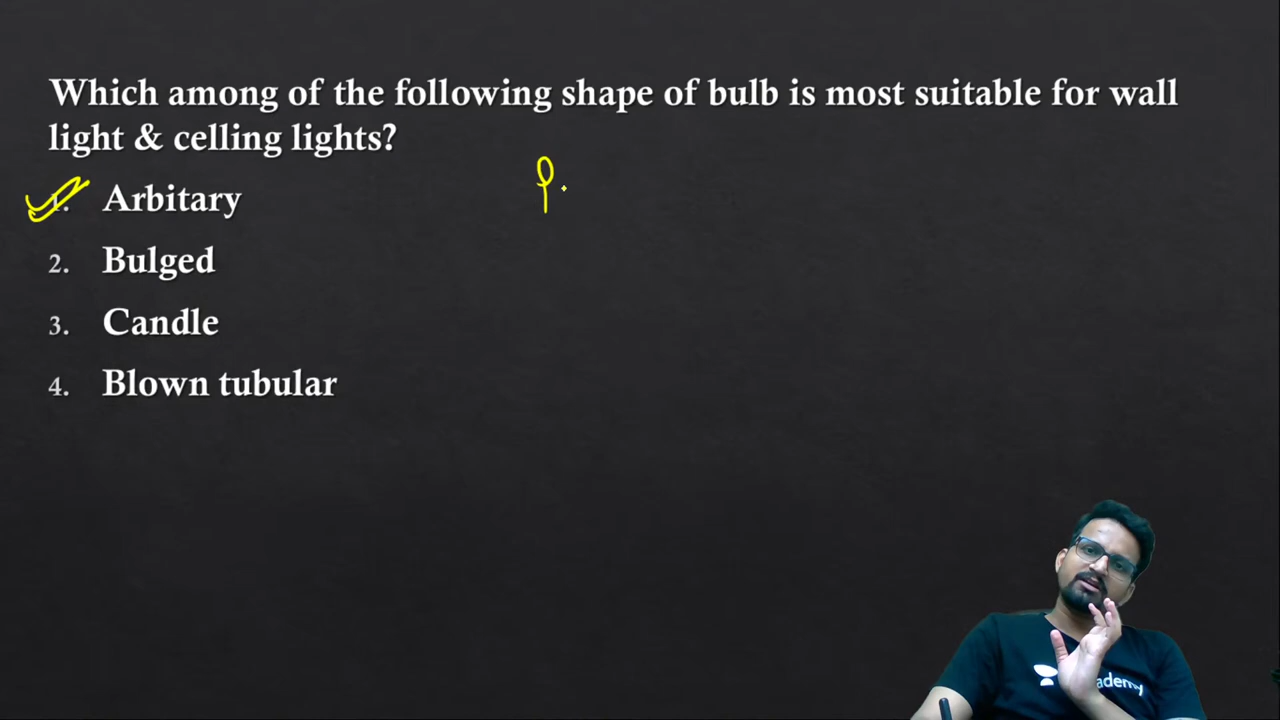 Which among of the following shape of bulb is most suitable for wall
light & celling lights?
1. Arbitary
2. Bulged
3. Candle
4. Blown tubular